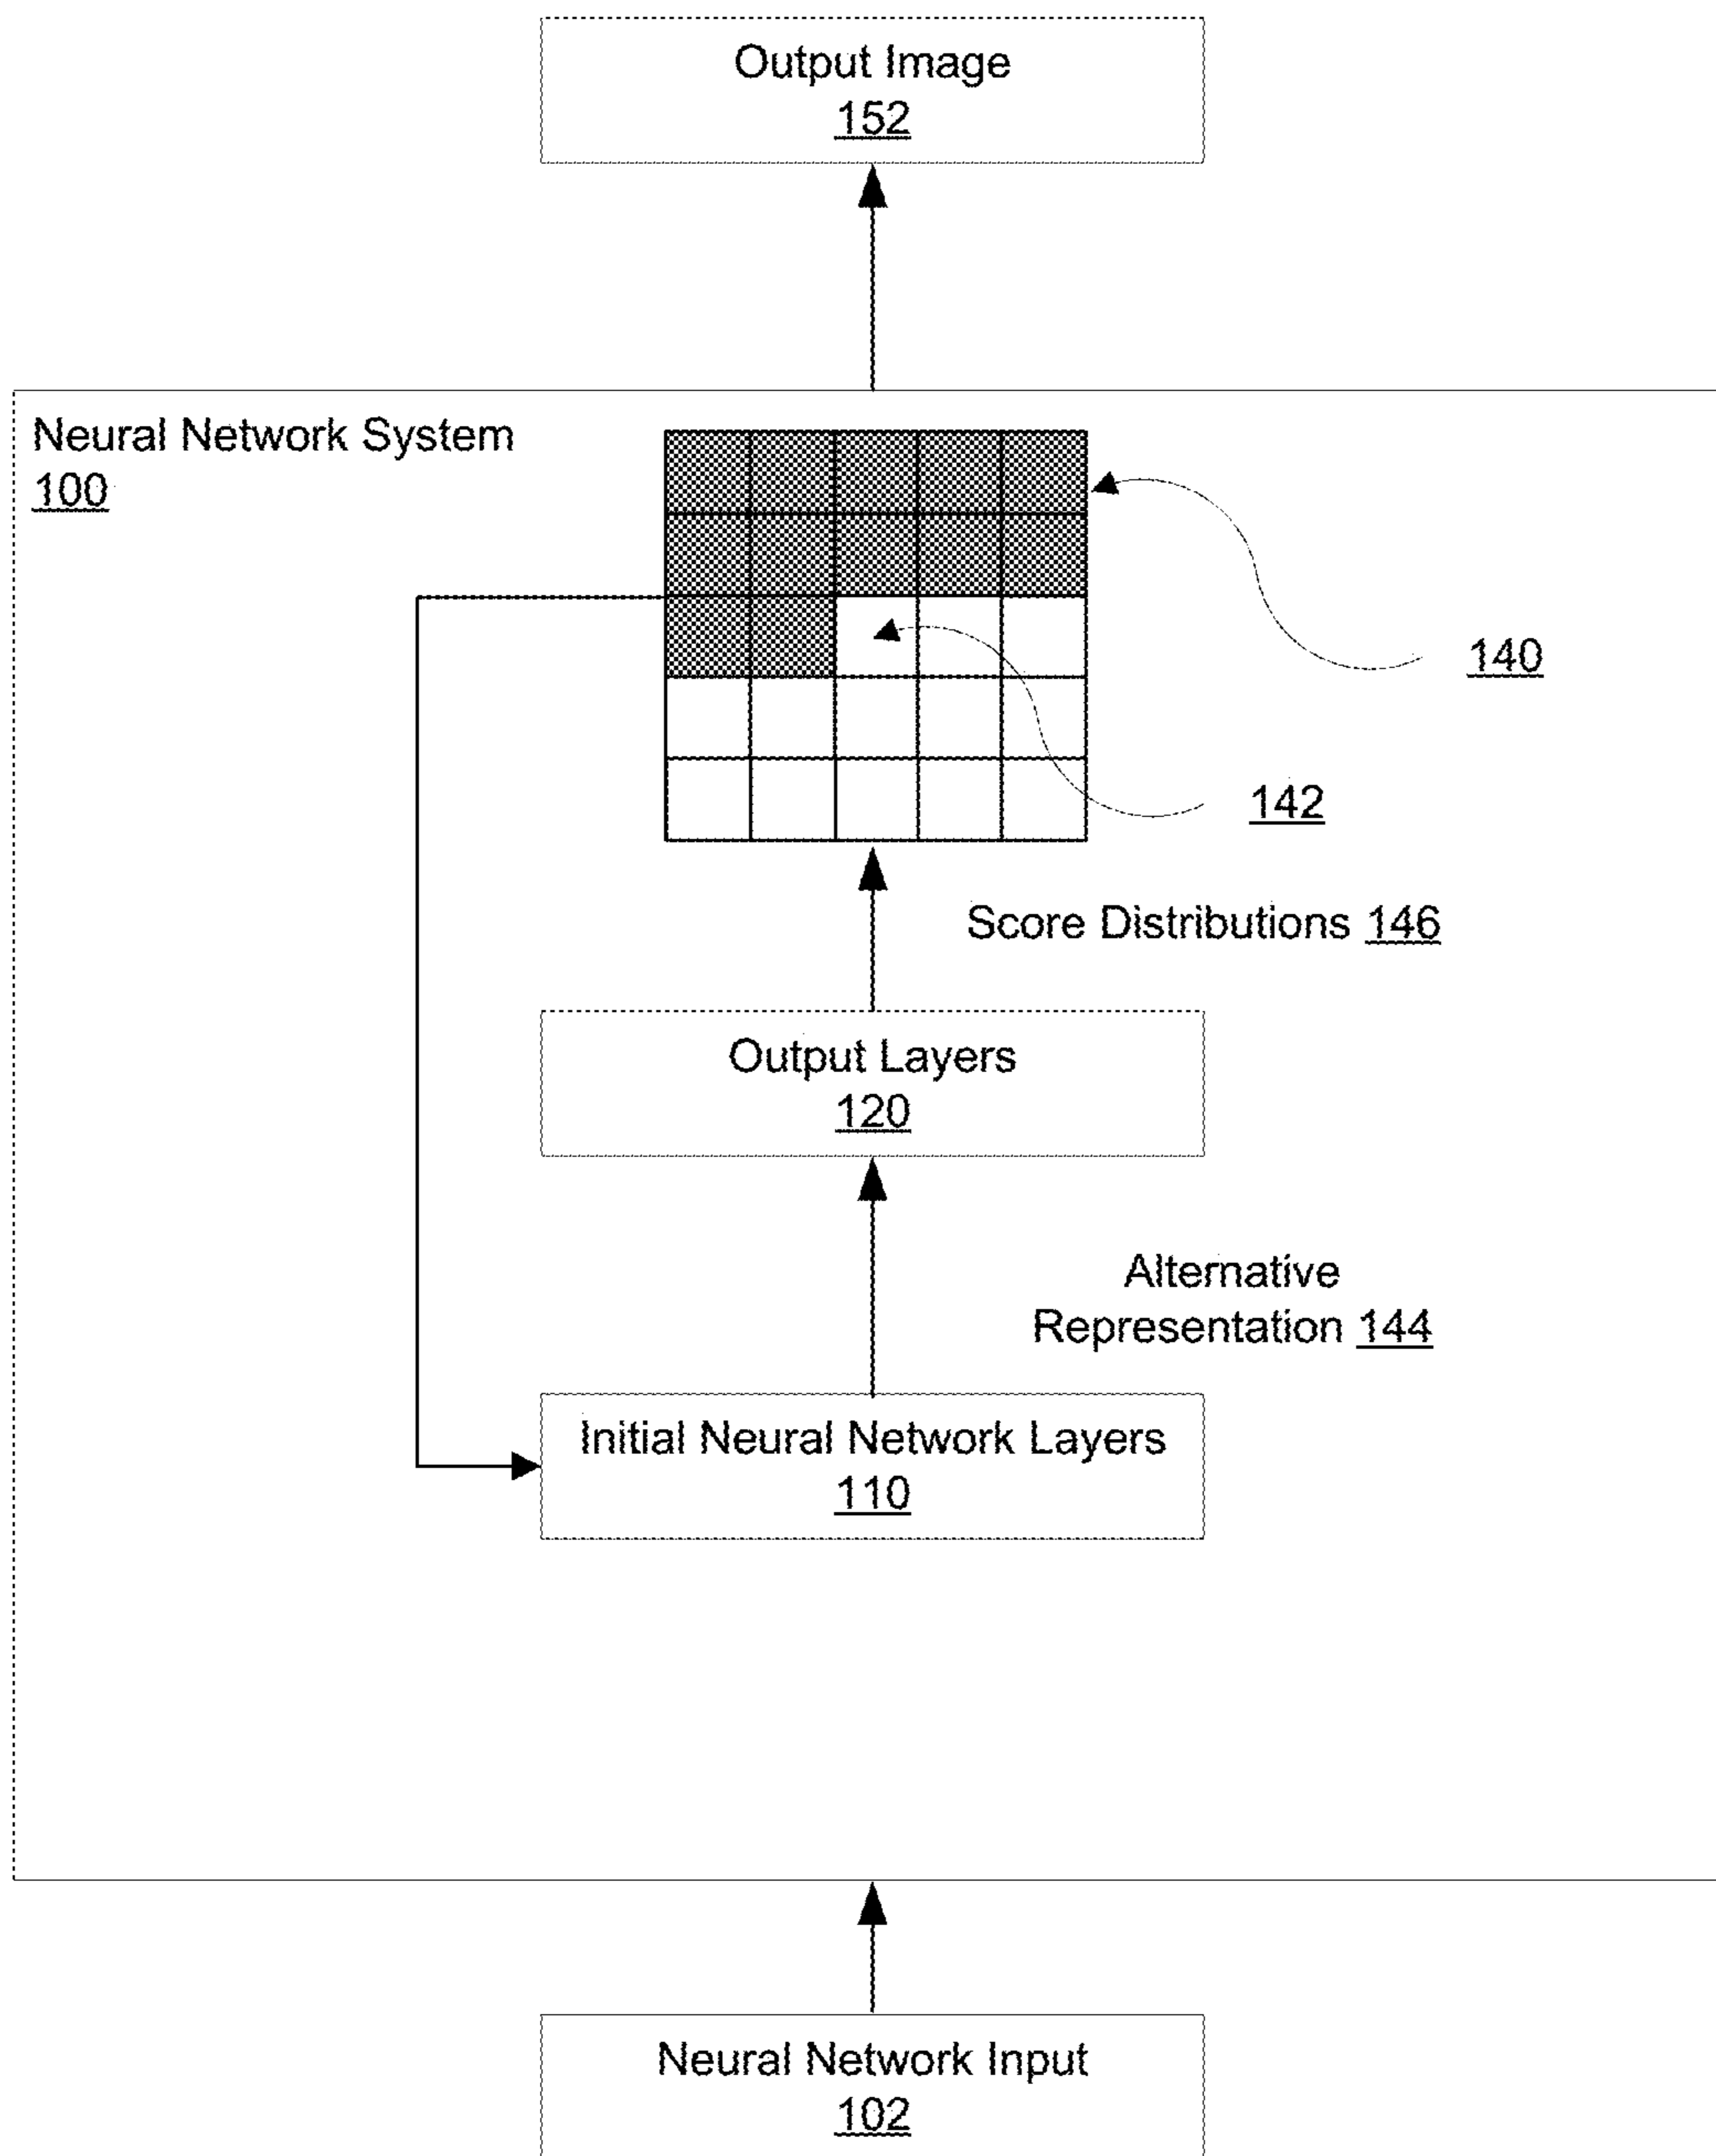 Output Image
152
Neural Network System
100
140
142
Score Distributions 146
Output Layers
120
Alternative
Representation 144
Initial Neural Network Layers
110
Neural Network Input
102